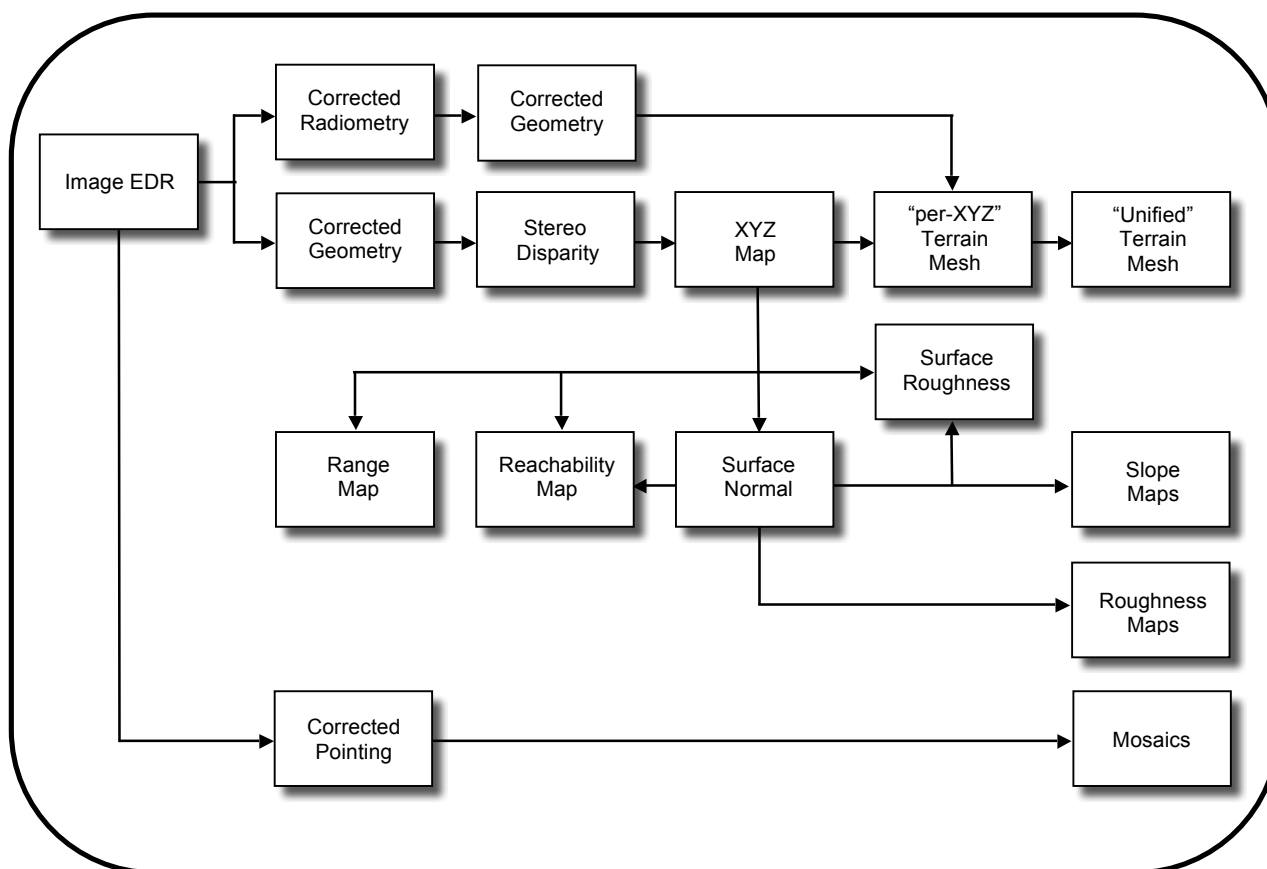 Corrected
Radiometry
Corrected
Geometry
Image EDR
Corrected
Geometry
Stereo
Disparity
XYZ
Map
“per-XYZ”
Terrain
Mesh
“Unified”
Terrain
Mesh
Surface
Roughness
Range
Map
Reachability
Map
Surface
Normal
Slope
Maps
Roughness
Maps
Corrected
Pointing
Mosaics